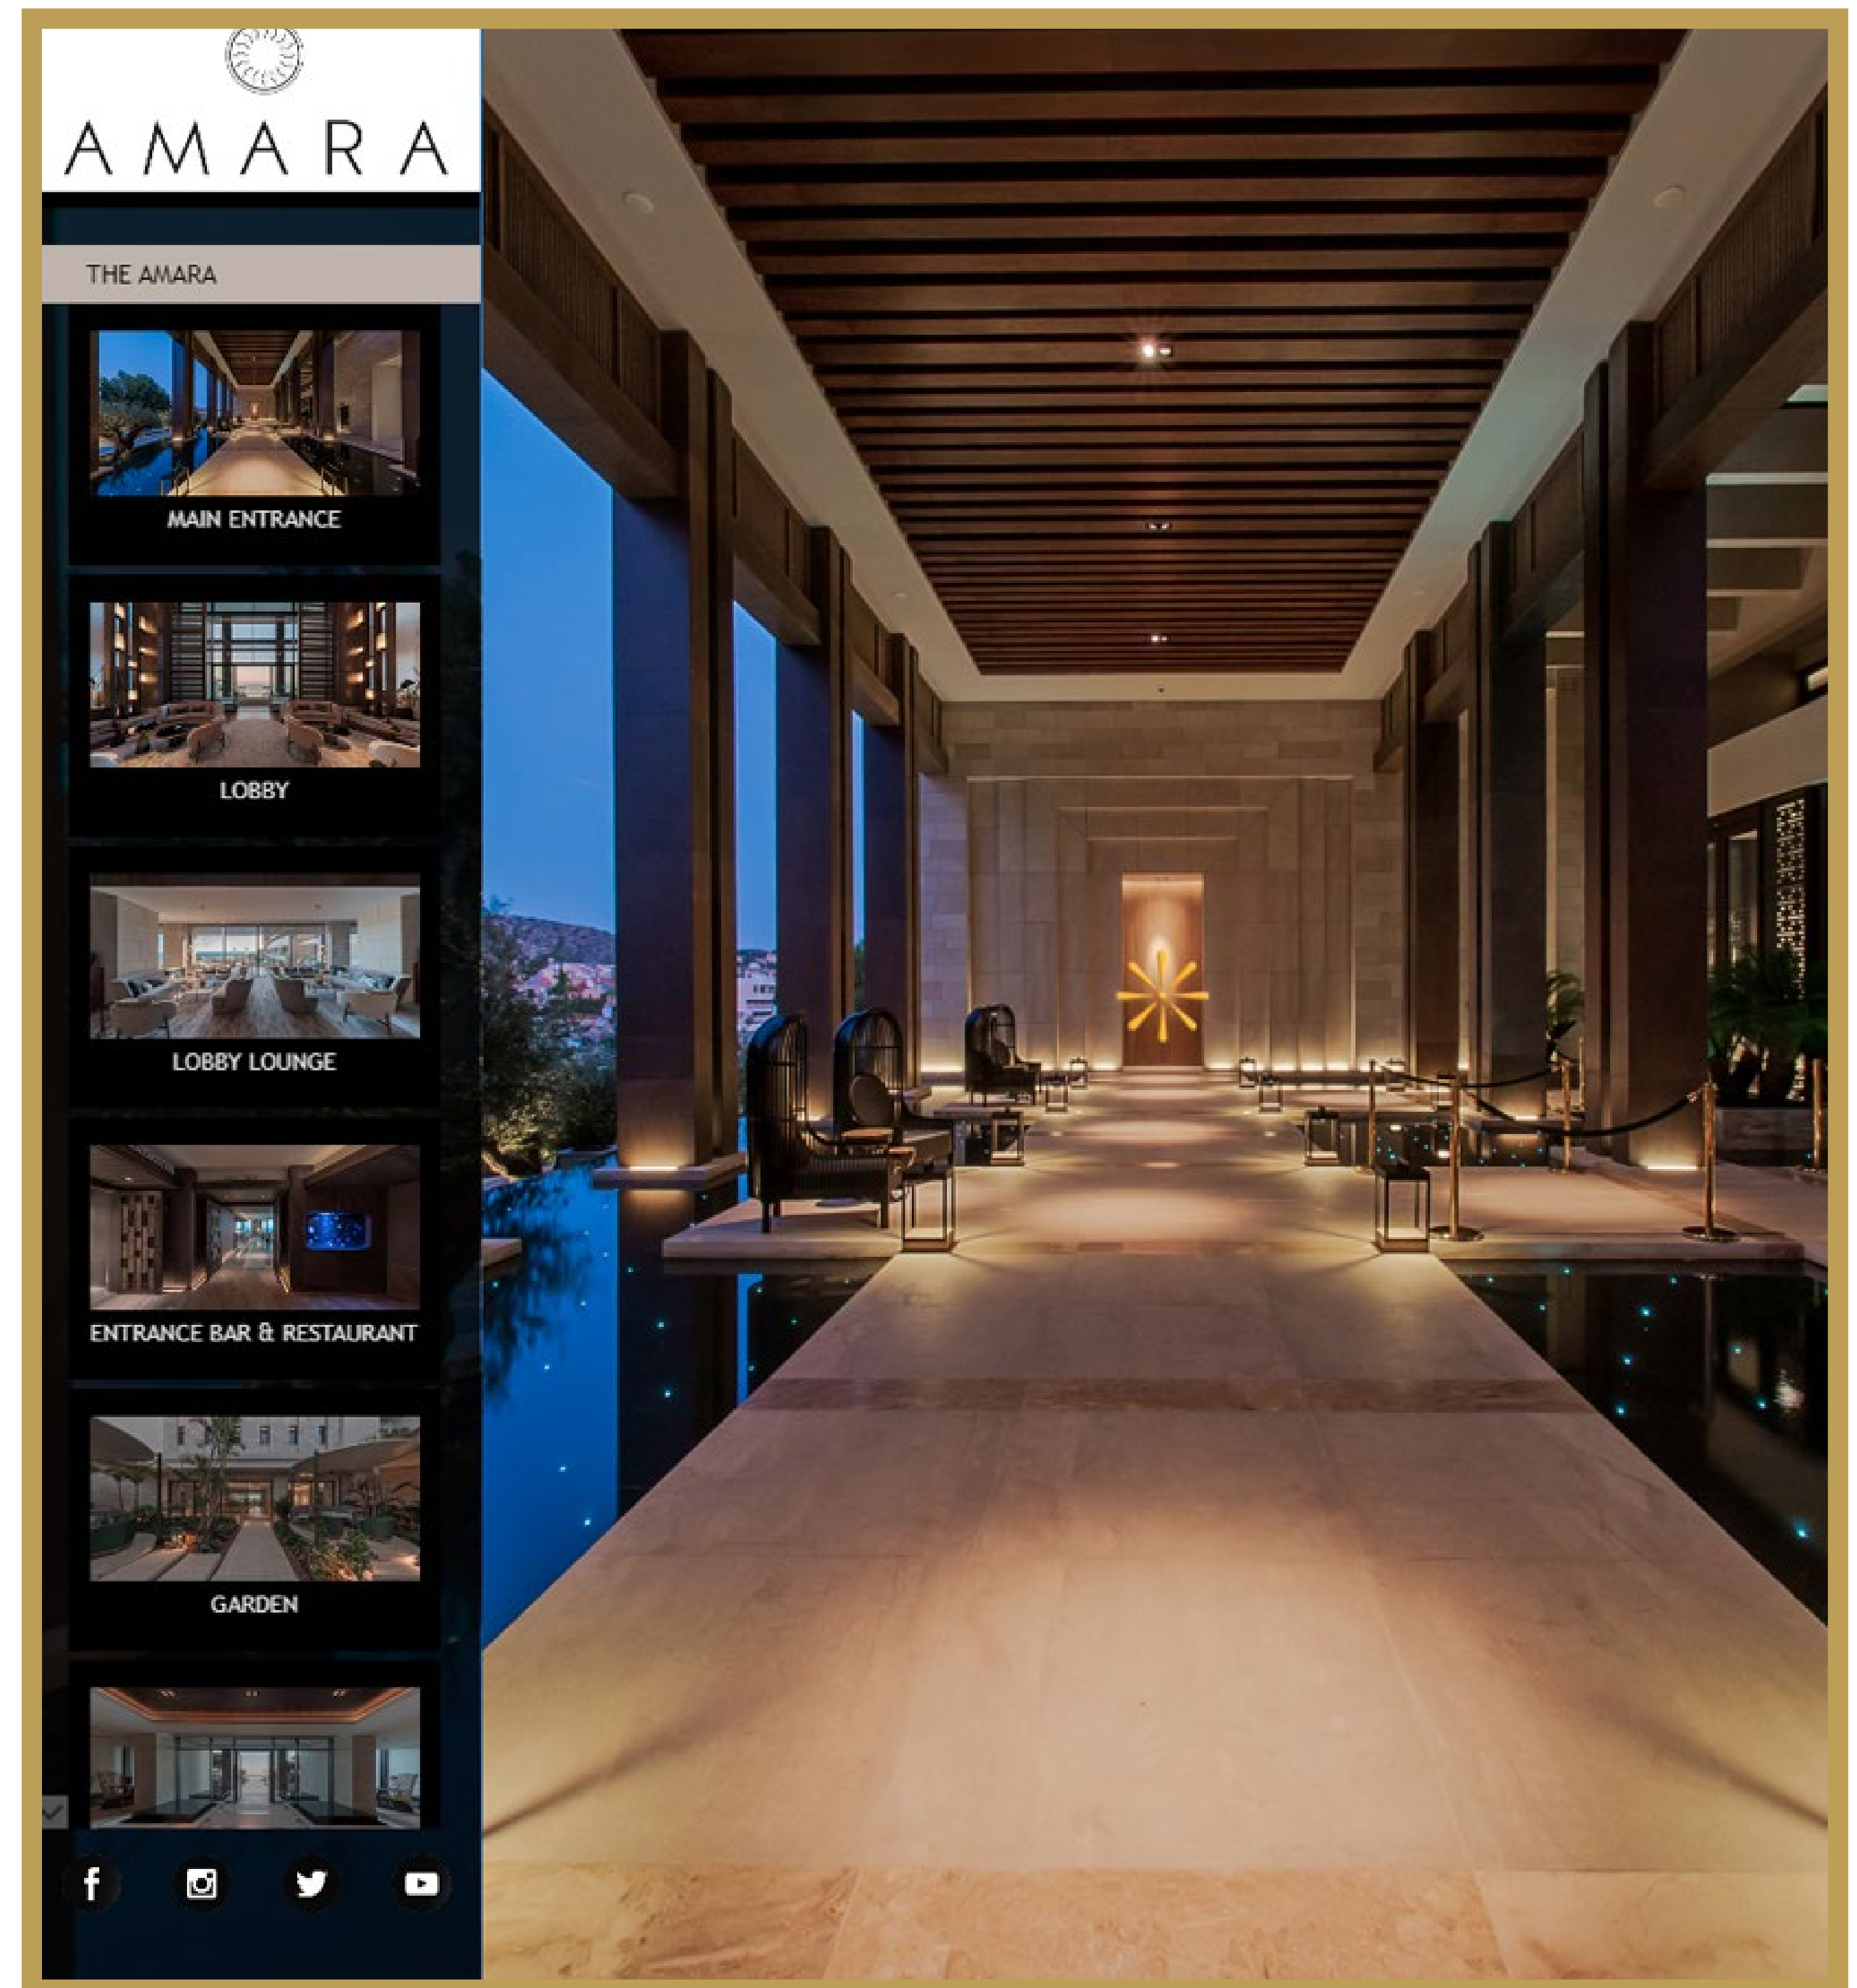 AMARA
THE AMARA
MAIN ENTRANCE
LOBBY
LOBBY LOUNGE
ENTRANCE BAR & RESTAURANT
GARDEN